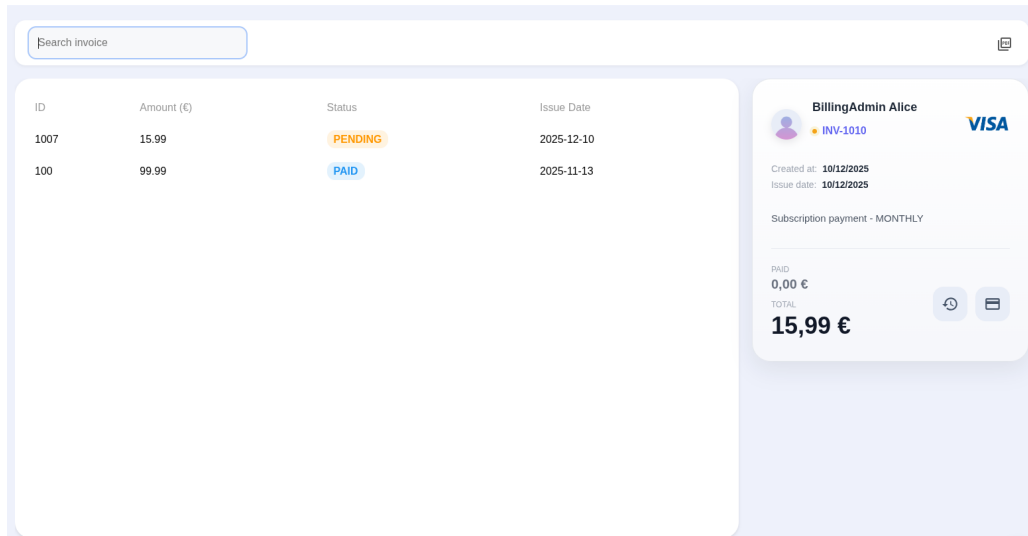 Search invoice
PDF
ID Amount (€) Status Issue Date
1007 15.99 PENDING 2025-12-10
100 99.99 PAID 2025-11-13
BillingAdmin Alice
INV-1010
VISA
Created at: 10/12/2025
Issue date: 10/12/2025
Subscription payment - MONTHLY
PAID
0,00 €
TOTAL
15,99 €